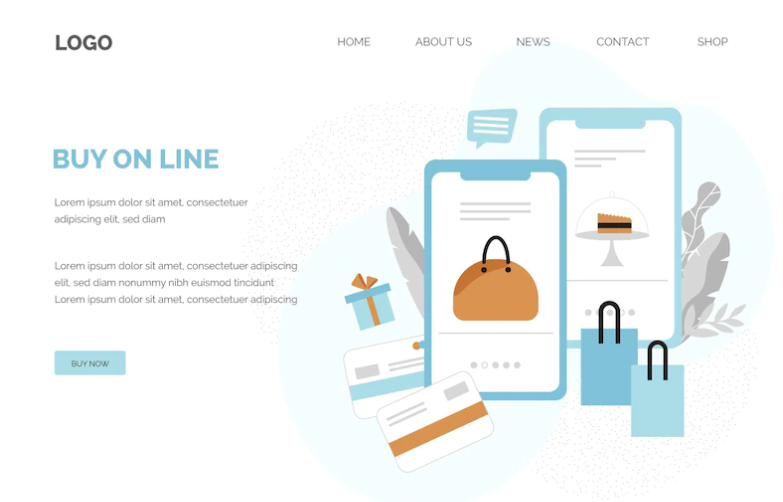 LOGO
HOME ABOUT US NEWS CONTACT SHOP
BUY ON LINE
Lorem ipsum dolor sit amet, consectetuer
adipiscing elit, sed diam
Lorem ipsum dolor sit amet, consectetuer adipiscing
elit, sed diam nonummy nibh euismod tincidunt
Lorem ipsum dolor sit amet, consectetuer adipiscing
BUY NOW